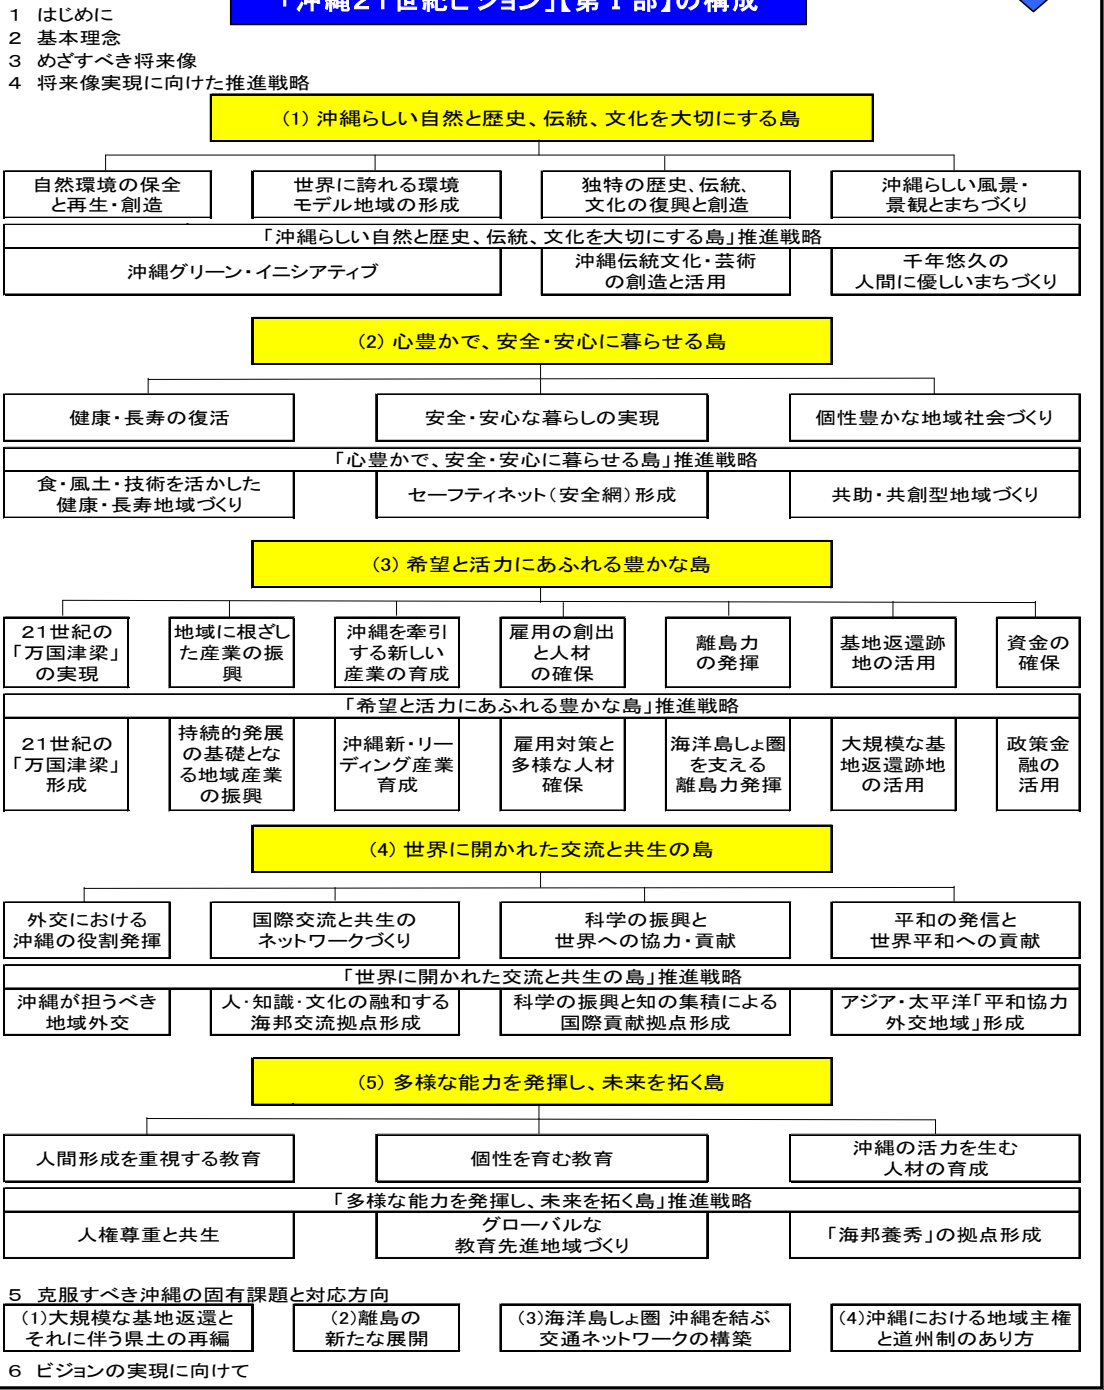 「沖縄21世紀ビジョン」【第Ⅰ部】の構成
1 はじめに
2 基本理念
3 めざすべき将来像
4 将来像実現に向けた推進戦略
(1) 沖縄らしい自然と歴史、伝統、文化を大切にする島
自然環境の保全
と再生・創造
世界に誇れる環境
モデル地域の形成
独特の歴史、伝統、
文化の復興と創造
沖縄らしい風景・
景観とまちづくり
「沖縄らしい自然と歴史、伝統、文化を大切にする島」推進戦略
沖縄グリーン・イニシアティブ
沖縄伝統文化・芸術
の創造と活用
千年悠久の
人間に優しいまちづくり
(2) 心豊かで、安全・安心に暮らせる島
健康・長寿の復活
安全・安心な暮らしの実現
個性豊かな地域社会づくり
「心豊かで、安全・安心に暮らせる島」推進戦略
食・風土・技術を活かした
健康・長寿地域づくり
セーフティネット(安全網)形成
共助・共創型地域づくり
(3) 希望と活力にあふれる豊かな島
21世紀の
「万国津梁」
の実現
地域に根ざし
た産業の振
興
沖縄を牽引
する新しい
産業の育成
雇用の創出
と人材
の確保
離島力
の発揮
基地返還跡
地の活用
資金の
確保
「希望と活力にあふれる豊かな島」推進戦略
21世紀の
「万国津梁」
形成
持続的発展
の基礎とな
る地域産業
の振興
沖縄新・リー
ディング産業
育成
雇用対策と
多様な人材
確保
海洋島しょ圏
を支える
離島力発揮
大規模な基
地返還跡地
の活用
政策金
融の
活用
(4) 世界に開かれた交流と共生の島
外交における
沖縄の役割発揮
国際交流と共生の
ネットワークづくり
科学の振興と
世界への協力・貢献
平和の発信と
世界平和への貢献
「世界に開かれた交流と共生の島」推進戦略
沖縄が担うべき
地域外交
人・知識・文化の融和する
海邦交流拠点形成
科学の振興と知の集積による
国際貢献拠点形成
アジア・太平洋「平和協力
外交地域」形成
(5) 多様な能力を発揮し、未来を拓く島
人間形成を重視する教育
個性を育む教育
沖縄の活力を生む
人材の育成
「多様な能力を発揮し、未来を拓く島」推進戦略
人権尊重と共生
グローバルな
教育先進地域づくり
「海邦養秀」の拠点形成
5 克服すべき沖縄の固有課題と対応方向
(1)大規模な基地返還と
それに伴う県土の再編
(2)離島の
新たな展開
(3)海洋島しょ圏 沖縄を結ぶ
交通ネットワークの構築
(4)沖縄における地域主権
と道州制のあり方
6 ビジョンの実現に向けて